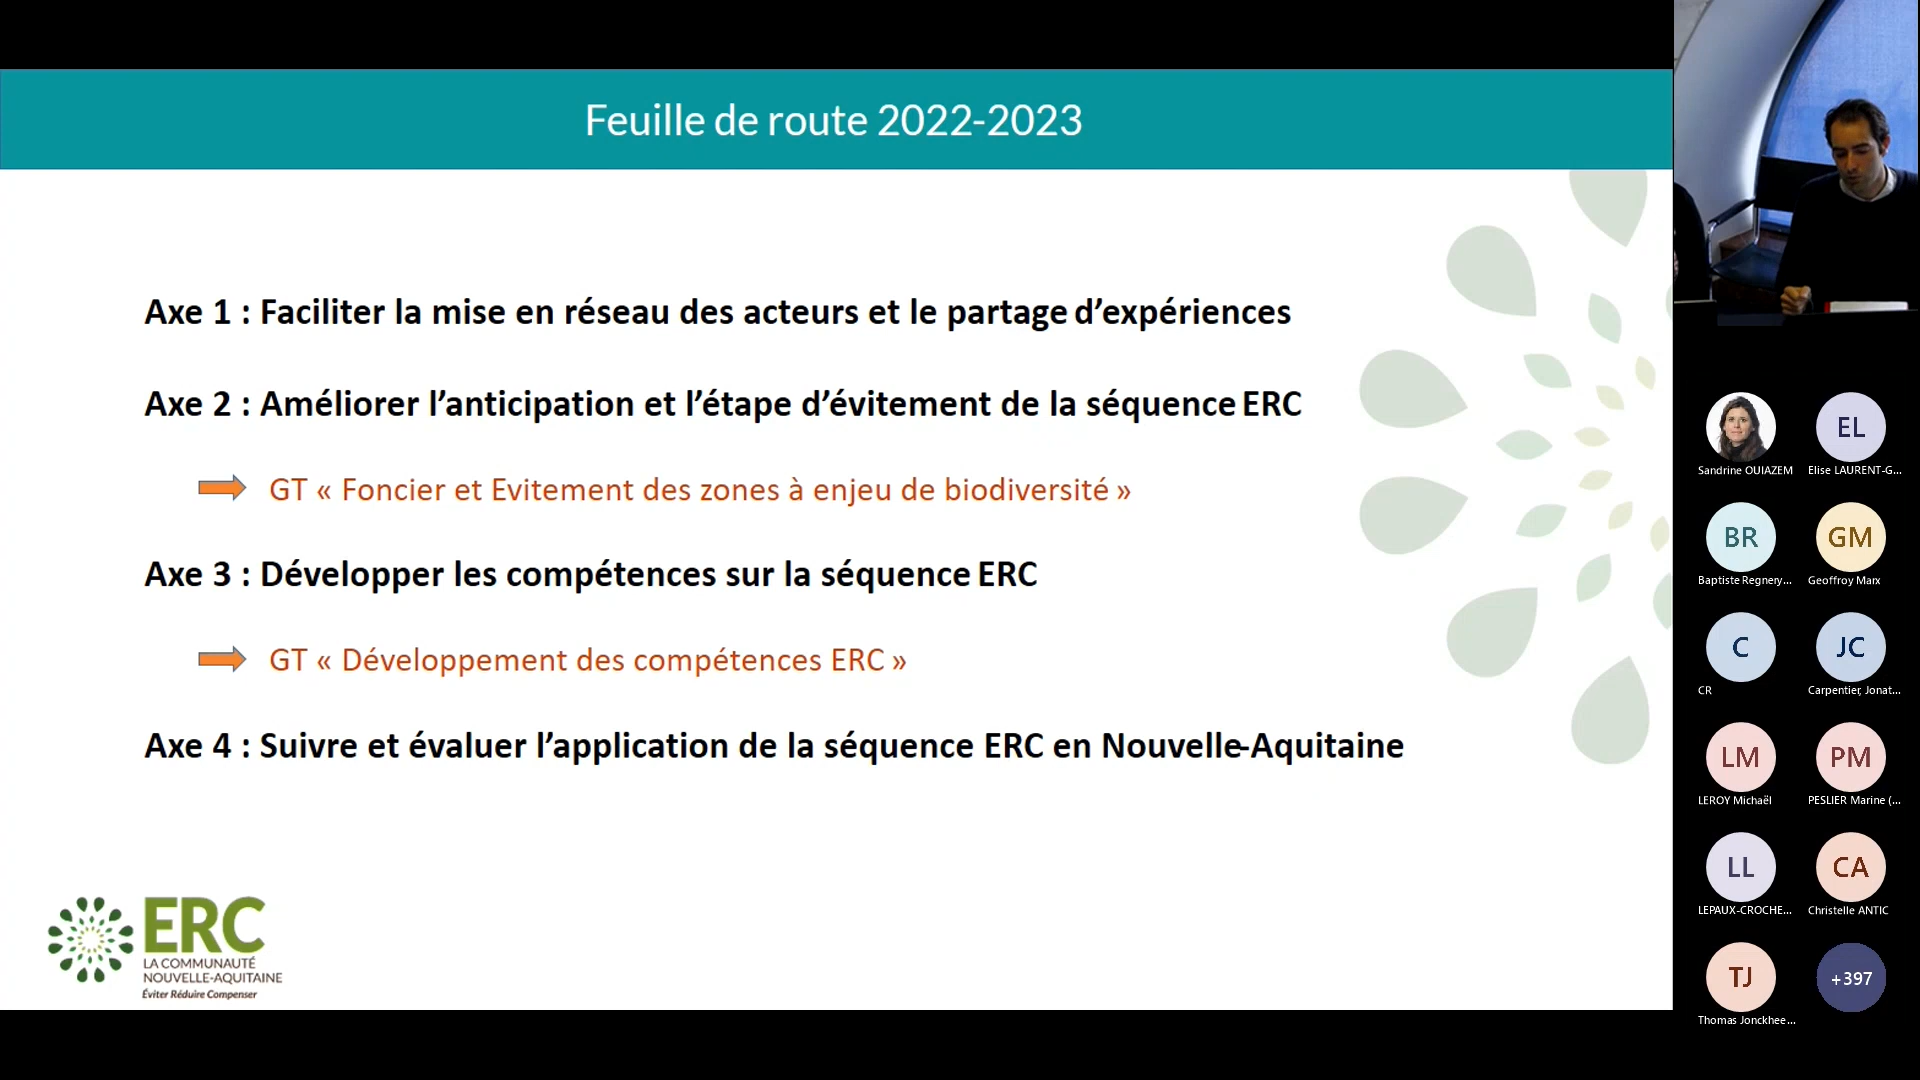 Feuille de route 2022-2023
Axe 1 : Faciliter la mise en réseau des acteurs et le partage d’expériences
Axe 2 : Améliorer l’anticipation et l’étape d’évitement de la séquence ERC
GT « Foncier et Evitement des zones à enjeu de biodiversité »
Axe 3 : Développer les compétences sur la séquence ERC
GT « Développement des compétences ERC »
Axe 4 : Suivre et évaluer l’application de la séquence ERC en Nouvelle-Aquitaine
ERC
LA COMMUNAUTÉ
NOUVELLE-AQUITAINE
Éviter Réduire Compenser
EL
Sandrine OUIAZEM Elise LAURENT-G...
BR GM
Baptiste Regnery... Geoffroy Marx
C JC
CR Carpentier, Jonat...
LM PM
LEROY Michaël PESLIER Marine (...
LL CA
LEPAUX-CROCHE... Christelle ANTIC
TJ +397
Thomas Jonckhee...